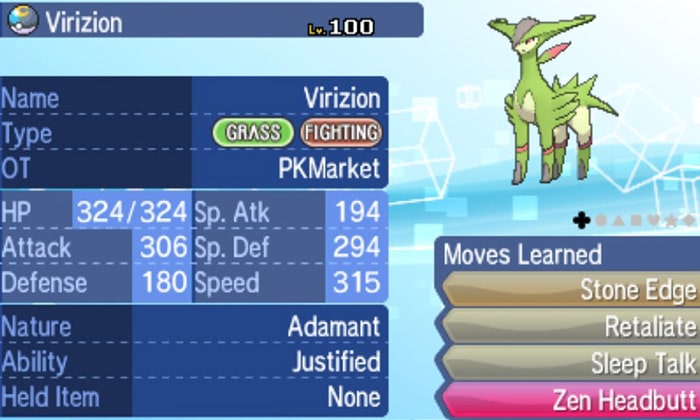 Virizion Lv.100
Name Virizion
Type GRASS FIGHTING
OT PKMarket
HP 324/324 Sp. Atk 194
Attack 306 Sp. Def 294
Defense 180 Speed 315
Nature Adamant
Ability Justified
Held Item None
Moves Learned
Stone Edge
Retaliate
Sleep Talk
Zen Headbutt